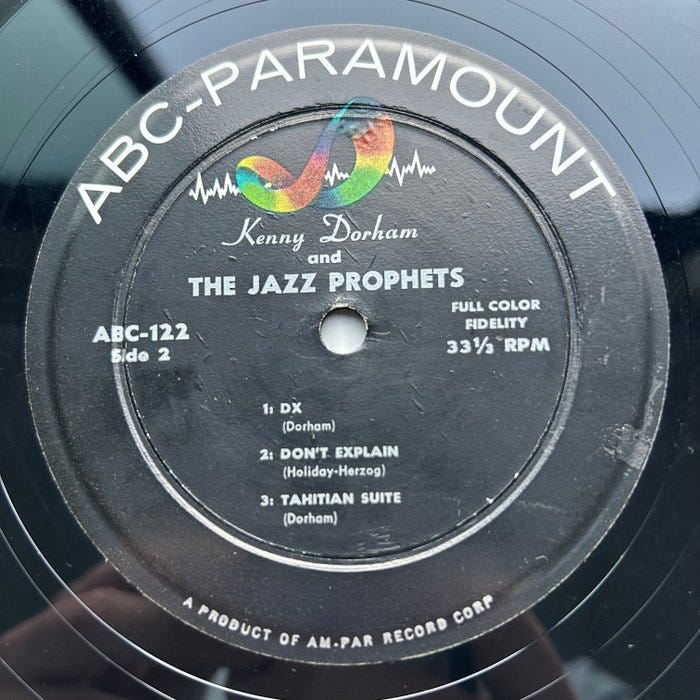 ABC-PARAMOUNT
Kenny Dorham
and
THE JAZZ PROPHETS
ABC-122
Side 2
FULL COLOR
FIDELITY
33⅓ RPM
1: DX
(Dorham)
2: DON'T EXPLAIN
(Holiday-Herzog)
3: TAHITIAN SUITE
(Dorham)
A PRODUCT OF AM-PAR RECORD CORP